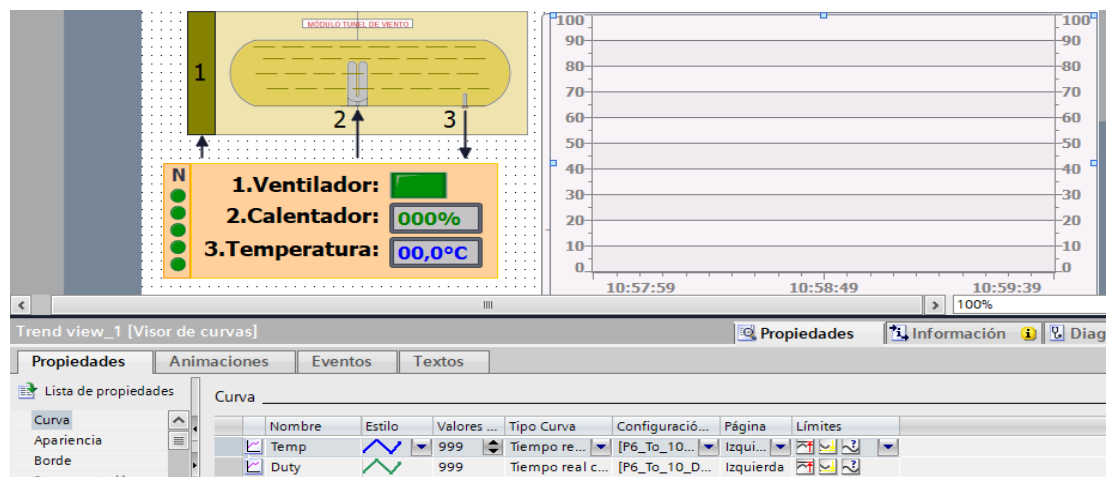 MÓDULO TUNEL DE VIENTO
1
2
3
N
1.Ventilador:
2.Calentador: 000%
3.Temperatura: 00,0°C
100 100
90 90
80 80
70 70
60 60
50 50
40 40
30 30
20 20
10 10
0 0
10:57:59 10:58:49 10:59:39
100%
Trend view_1 [Visor de curvas]
Propiedades Información Diag
Propiedades Animaciones Eventos Textos
Lista de propiedades
Curva
Apariencia
Borde
Curva
Nombre Estilo Valores ... Tipo Curva Configuració... Página Límites
Temp 999 Tiempo re... [P6_To_10... Izqui...
Duty 999 Tiempo real c... [P6_To_10_D... Izquierda